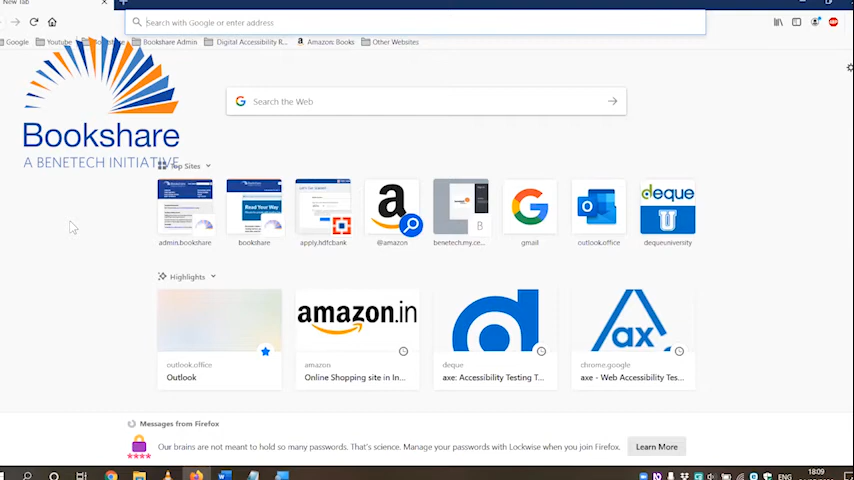 New Tab
Search with Google or enter address
Google
Youtube
Bookshare
Bookshare Admin
Digital Accessibility R...
Amazon: Books
Other Websites
Bookshare
A BENETECH INITIATIVE
Search the Web
Top Sites
admin.bookshare
bookshare
apply.hdfcbank
@amazon
benetech.my.ce...
gmail
outlook.office
dequeuniversity
deque
U
Highlights
amazon.in
ax
outlook.office
Outlook
amazon
Online Shopping site in In...
deque
axe: Accessibility Testing T...
chrome.google
axe - Web Accessibility Tes...
Messages from Firefox
Our brains are not meant to hold so many passwords. That's science. Manage your passwords with Lockwise when you join Firefox.
Learn More
ENG
18:09